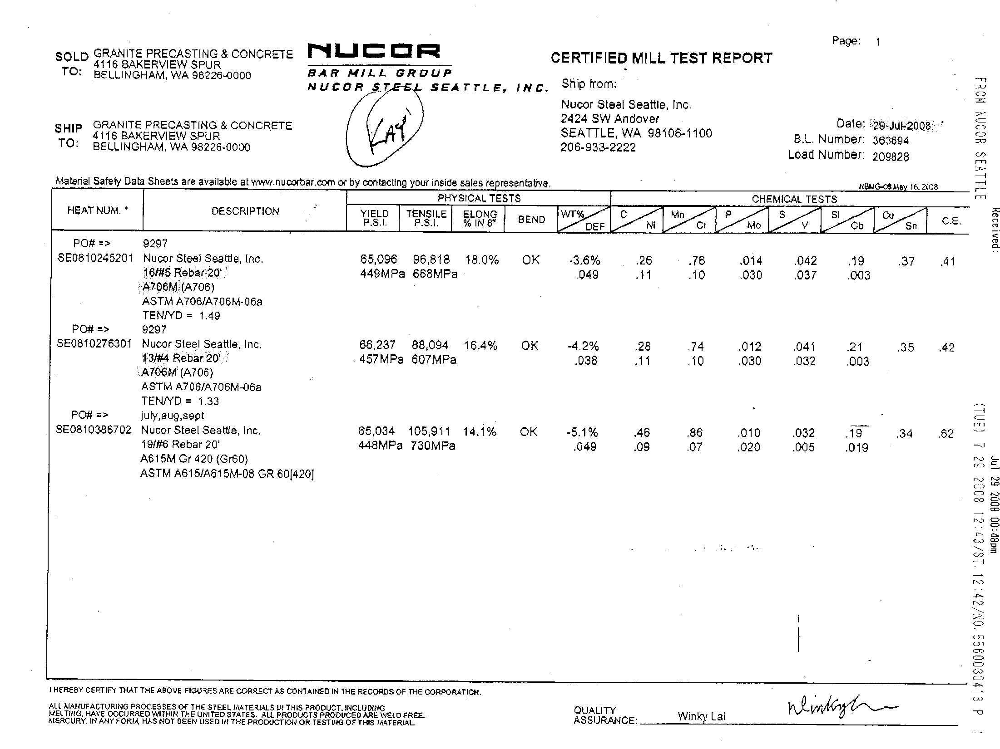 Page: 1
SOLD TO: GRANITE PRECASTING & CONCRETE
4116 BAKERVIEW SPUR
BELLINGHAM, WA 98226-0000
NUCOR
BAR MILL GROUP
NUCOR STEEL SEATTLE, INC.
CERTIFIED MILL TEST REPORT
Ship from:
Nucor Steel Seattle, Inc.
2424 SW Andover
SEATTLE, WA 98106-1100
206-933-2222
KAY
SHIP TO: GRANITE PRECASTING & CONCRETE
4116 BAKERVIEW SPUR
BELLINGHAM, WA 98226-0000
Date: 29-Jul-2008
B.L. Number: 363694
Load Number: 209828
Material Safety Data Sheets are available at www.nucorbar.com or by contacting your inside sales representative.
NBMG-08 May 16, 2008
PHYSICAL TESTS CHEMICAL TESTS
HEAT NUM. * DESCRIPTION YIELD P.S.I. TENSILE P.S.I. ELONG % IN 8" BEND WT% DEF C Ni Mn Cr P Mo S V Si Cb Cu Sn C.E.
PO# => 9297
SE0810245201 Nucor Steel Seattle, Inc. 65,096 96,818 18.0% OK -3.6% .26 .76 .014 .042 .19 .37 .41
16/#5 Rebar 20' 449MPa 668MPa .049 .11 .10 .030 .037 .003
A706M (A706)
ASTM A706/A706M-06a
TEN/YD = 1.49
PO# => 9297
SE0810276301 Nucor Steel Seattle, Inc. 66,237 88,094 16.4% OK -4.2% .28 .74 .012 .041 .21 .35 .42
13/#4 Rebar 20' 457MPa 607MPa .038 .11 .10 .030 .032 .003
A706M (A706)
ASTM A706/A706M-06a
TEN/YD = 1.33
PO# => july,aug,sept
SE0810386702 Nucor Steel Seattle, Inc. 65,034 105,911 14.1% OK -5.1% .46 .86 .010 .032 .19 .34 .62
19/#6 Rebar 20' 448MPa 730MPa .049 .09 .07 .020 .005 .019
A615M Gr 420 (Gr60)
ASTM A615/A615M-08 GR 60[420]
I HEREBY CERTIFY THAT THE ABOVE FIGURES ARE CORRECT AS CONTAINED IN THE RECORDS OF THE CORPORATION.
ALL MANUFACTURING PROCESSES OF THE STEEL MATERIALS IN THIS PRODUCT, INCLUDING
MELTING, HAVE OCCURRED WITHIN THE UNITED STATES. ALL PRODUCTS PRODUCED ARE WELD FREE.
MERCURY, IN ANY FORM, HAS NOT BEEN USED IN THE PRODUCTION OR TESTING OF THIS MATERIAL.
QUALITY
ASSURANCE: Winky Lai
FROM NUCOR SEATTLE (TUE) 7 29 2008 12:43/ST. 12:42/NO. 5560030413 P 1
Received: Jul 29 2008 00:48pm